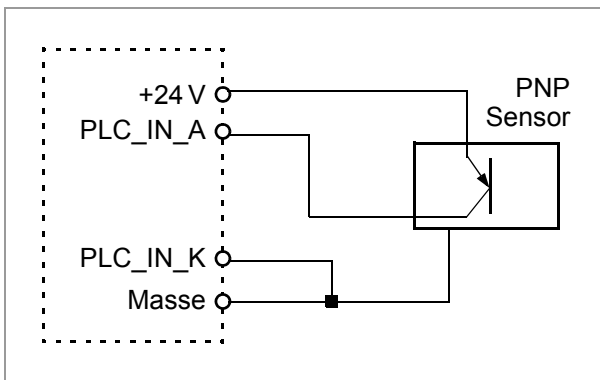 +24 V
PLC_IN_A
PLC_IN_K
Masse
PNP
Sensor